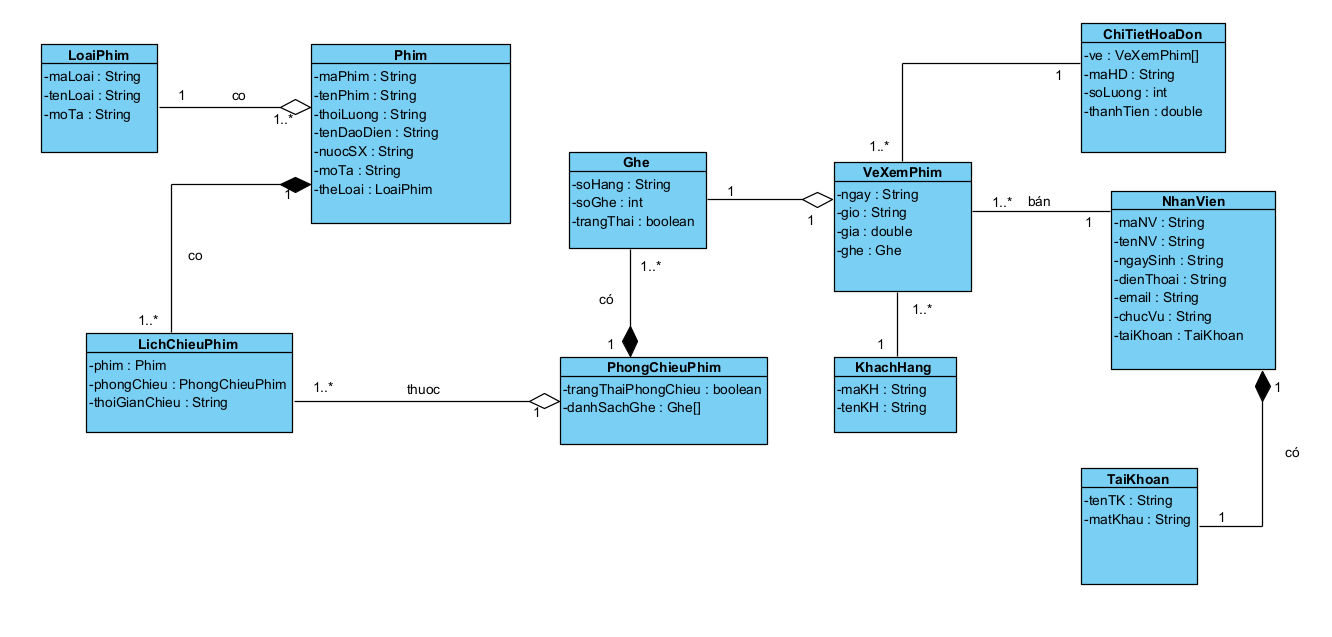 LoaiPhim
-maLoai : String
-tenLoai : String
-moTa : String
1
co
1..*
Phim
-maPhim : String
-tenPhim : String
-thoiLuong : String
-tenDaoDien : String
-nuocSX : String
-moTa : String
-theLoai : LoaiPhim
1
co
1..*
LichChieuPhim
-phim : Phim
-phongChieu : PhongChieuPhim
-thoiGianChieu : String
1..*
thuoc
1
Ghe
-soHang : String
-soGhe : int
-trangThai : boolean
1..*
có
1
PhongChieuPhim
-trangThaiPhongChieu : boolean
-danhSachGhe : Ghe[]
1
1
VeXemPhim
-ngay : String
-gio : String
-gia : double
-ghe : Ghe
1..*
1
ChiTietHoaDon
-ve : VeXemPhim[]
-maHD : String
-soLuong : int
-thanhTien : double
1..*
bán
1
NhanVien
-maNV : String
-tenNV : String
-ngaySinh : String
-dienThoai : String
-email : String
-chucVu : String
-taiKhoan : TaiKhoan
1..*
1
KhachHang
-maKH : String
-tenKH : String
1
có
1
TaiKhoan
-tenTK : String
-matKhau : String